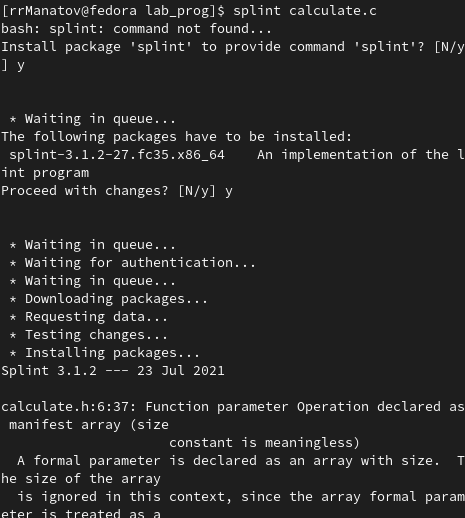 [rrManatov@fedora lab_prog]$ splint calculate.c
bash: splint: command not found...
Install package 'splint' to provide command 'splint'? [N/y
] y
 * Waiting in queue...
The following packages have to be installed:
 splint-3.1.2-27.fc35.x86_64    An implementation of the l
int program
Proceed with changes? [N/y] y
 * Waiting in queue...
 * Waiting for authentication...
 * Waiting in queue...
 * Downloading packages...
 * Requesting data...
 * Testing changes...
 * Installing packages...
Splint 3.1.2 --- 23 Jul 2021
calculate.h:6:37: Function parameter Operation declared as
 manifest array (size
                    constant is meaningless)
  A formal parameter is declared as an array with size.  T
he size of the array
  is ignored in this context, since the array formal param
eter is treated as a